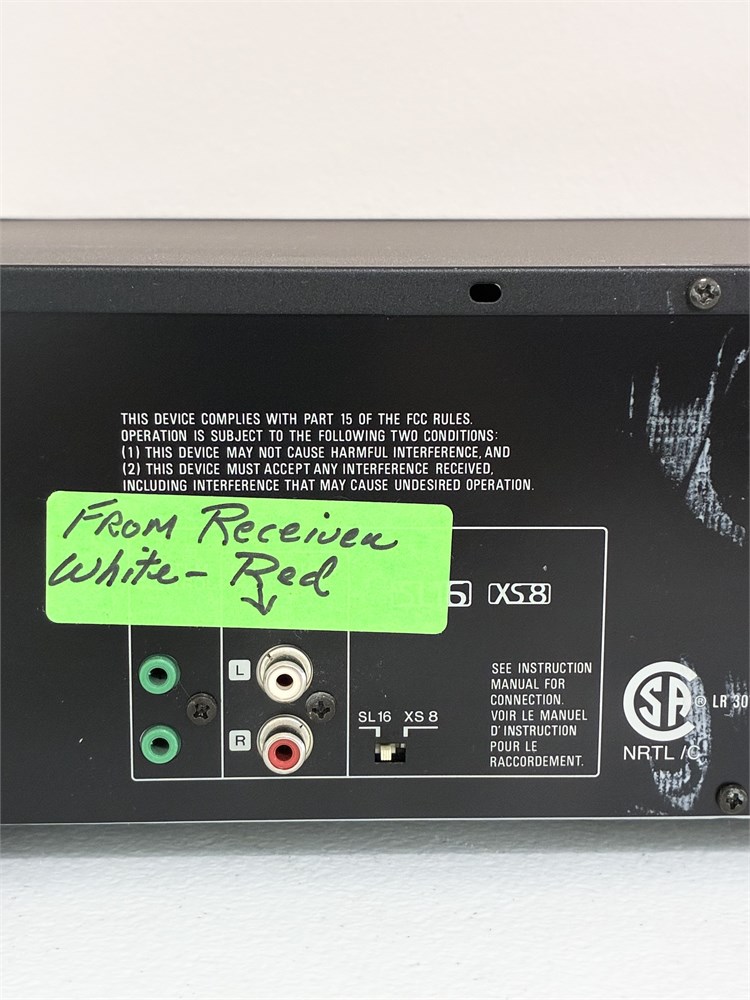 THIS DEVICE COMPLIES WITH PART 15 OF THE FCC RULES.
OPERATION IS SUBJECT TO THE FOLLOWING TWO CONDITIONS:
(1) THIS DEVICE MAY NOT CAUSE HARMFUL INTERFERENCE, AND
(2) THIS DEVICE MUST ACCEPT ANY INTERFERENCE RECEIVED,
INCLUDING INTERFERENCE THAT MAY CAUSE UNDESIRED OPERATION.
FROM Receiver
White - Red
XS8
L
R
SL16 XS 8
SEE INSTRUCTION
MANUAL FOR
CONNECTION.
VOIR LE MANUEL
D'INSTRUCTION
POUR LE
RACCORDEMENT.
SA ® LR 30
NRTL /C